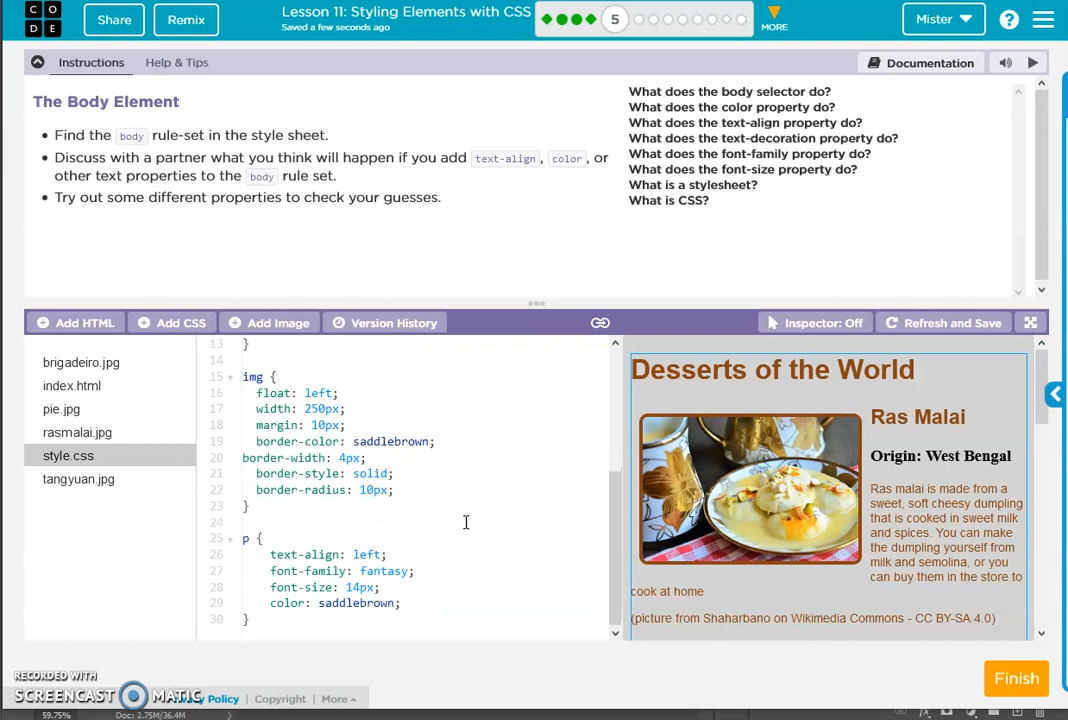 CO
DE
Share
Remix
Lesson 11: Styling Elements with CSS
Saved a few seconds ago
5
MORE
Mister
?
Instructions
Help & Tips
Documentation
The Body Element
• Find the body rule-set in the style sheet.
• Discuss with a partner what you think will happen if you add text-align, color, or
other text properties to the body rule set.
• Try out some different properties to check your guesses.
What does the body selector do?
What does the color property do?
What does the text-align property do?
What does the text-decoration property do?
What does the font-family property do?
What does the font-size property do?
What is a stylesheet?
What is CSS?
Add HTML
Add CSS
Add Image
Version History
Inspector: Off
Refresh and Save
brigadeiro.jpg
index.html
pie.jpg
rasmalai.jpg
style.css
tangyuan.jpg
13 }
14
15 img {
16 float: left;
17 width: 250px;
18 margin: 10px;
19 border-color: saddlebrown;
20 border-width: 4px;
21 border-style: solid;
22 border-radius: 10px;
23 }
24
25 p {
26 text-align: left;
27 font-family: fantasy;
28 font-size: 14px;
29 color: saddlebrown;
30 }
Desserts of the World
Ras Malai
Origin: West Bengal
Ras malai is made from a
sweet, soft cheesy dumpling
that is cooked in sweet milk
and spices. You can make
the dumpling yourself from
milk and semolina, or you
can buy them in the store to
cook at home.
(picture from Shaharbano on Wikimedia Commons - CC BY-SA 4.0)
Finish
RECORDED WITH
SCREENCAST MATIC
Policy
Copyright
More
59.75%
Doc: 2.75M/36.4M